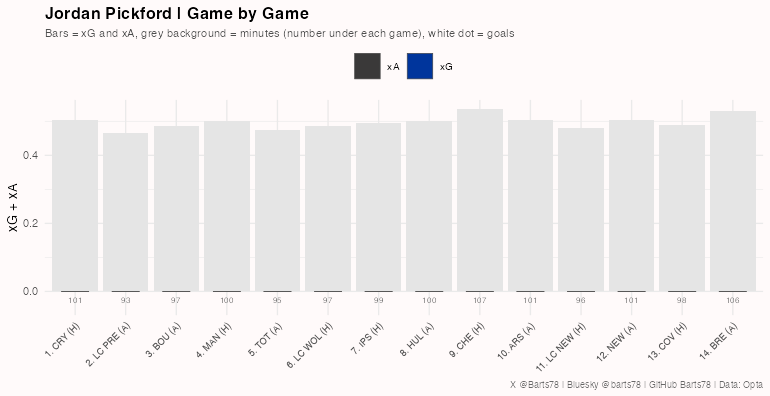 Jordan Pickford | Game by Game
Bars = xG and xA, grey background = minutes (number under each game), white dot = goals
xA xG
xG + xA
0.4
0.2
0.0
101 93 97 100 95 97 99 100 107 101 96 101 98 106
1. CRY (H)
2. LC PRE (A)
3. BOU (A)
4. MAN (H)
5. TOT (A)
6. LC WOL (H)
7. IPS (H)
8. HUL (A)
9. CHE (H)
10. ARS (A)
11. LC NEW (H)
12. NEW (A)
13. COV (H)
14. BRE (A)
X @Barts78 | Bluesky @barts78 | GitHub Barts78 | Data: Opta